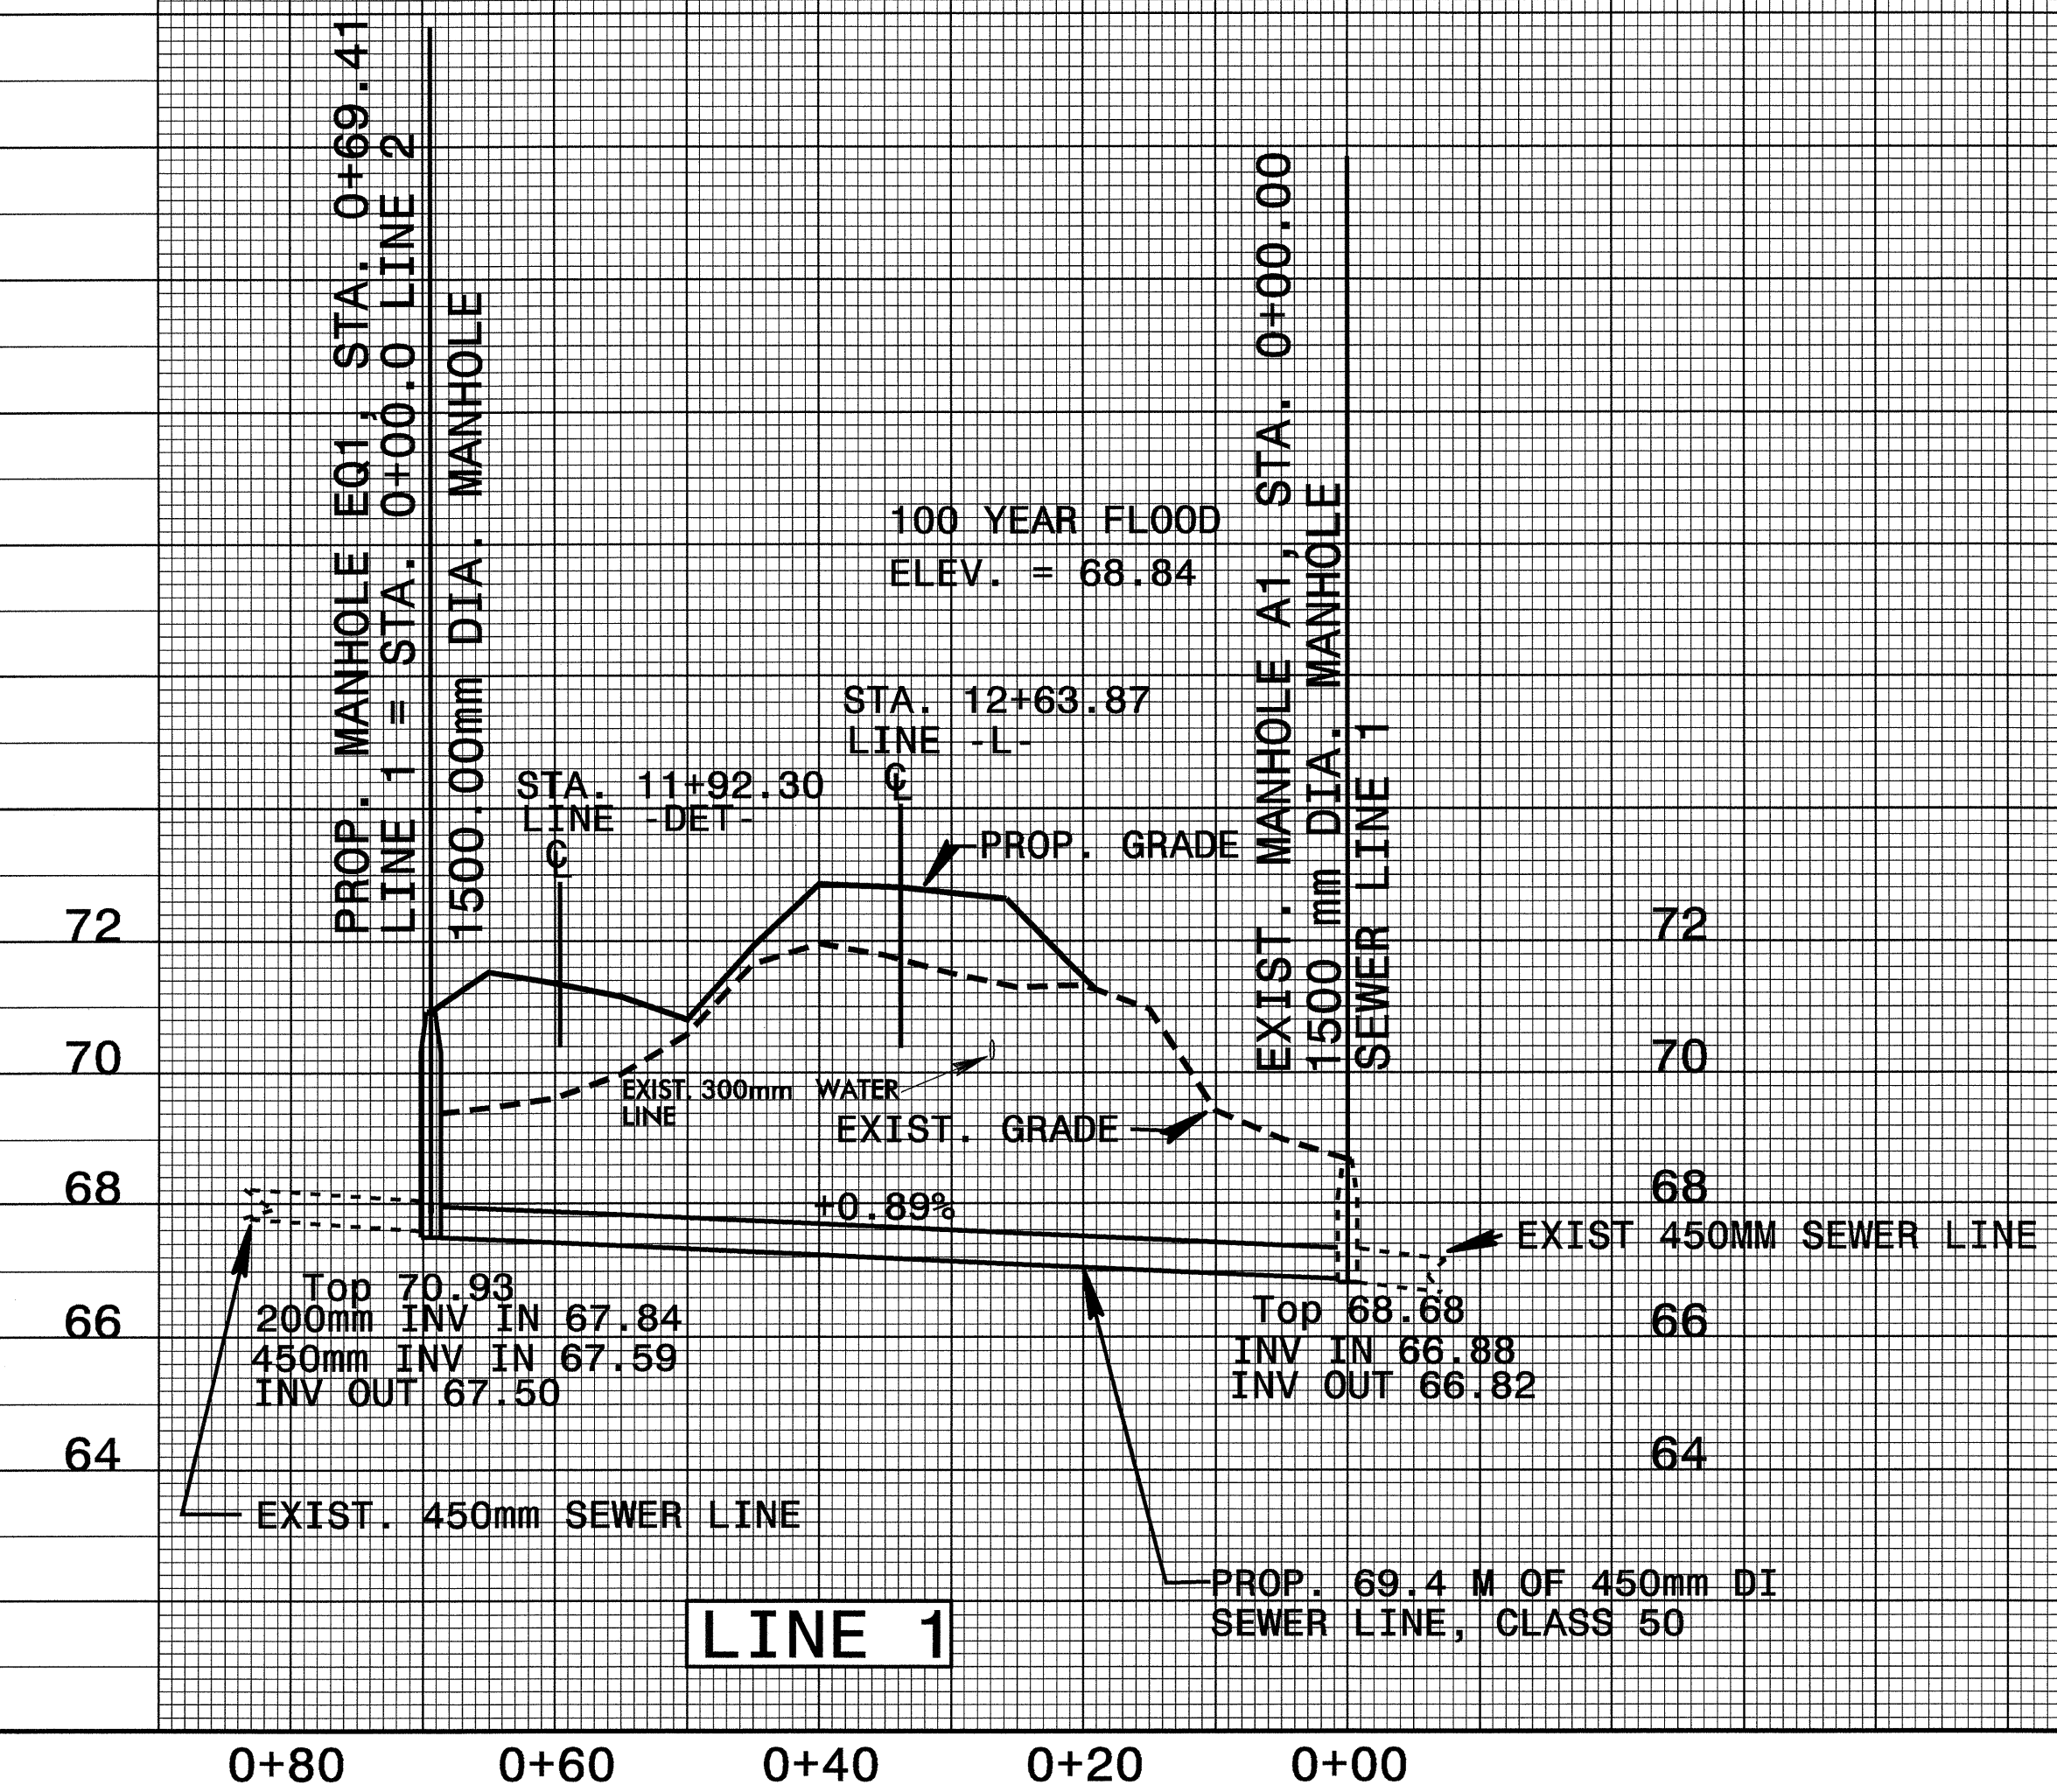 PROP. MANHOLE EQ1, STA. 0+69.41
LINE 1 = STA. 0+00.0 LINE 2
1500.00mm DIA. MANHOLE
100 YEAR FLOOD
ELEV. = 68.84
EXIST. MANHOLE A1, STA. 0+00.00
1500 mm DIA. MANHOLE
SEWER LINE 1
STA. 12+63.87
LINE -L-
CL
STA. 11+92.30
LINE -DET-
CL
PROP. GRADE
72
72
70
70
EXIST. 300mm WATER
LINE
EXIST. GRADE
68
68
+0.89%
EXIST 450MM SEWER LINE
Top 70.93
200mm INV IN 67.84
450mm INV IN 67.59
INV OUT 67.50
Top 68.68
INV IN 66.88
INV OUT 66.82
66
66
64
64
EXIST. 450mm SEWER LINE
PROP. 69.4 M OF 450mm DI
SEWER LINE, CLASS 50
LINE 1
0+80
0+60
0+40
0+20
0+00